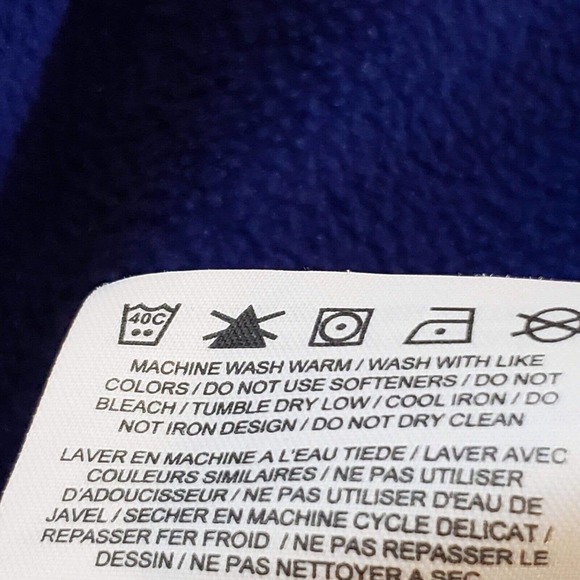 40C
MACHINE WASH WARM / WASH WITH LIKE
COLORS / DO NOT USE SOFTENERS / DO NOT
BLEACH / TUMBLE DRY LOW / COOL IRON / DO
NOT IRON DESIGN / DO NOT DRY CLEAN
LAVER EN MACHINE A L'EAU TIEDE / LAVER AVEC
COULEURS SIMILAIRES / NE PAS UTILISER
D'ADOUCISSEUR / NE PAS UTILISER D'EAU DE
JAVEL / SECHER EN MACHINE CYCLE DELICAT /
REPASSER FER FROID / NE PAS REPASSER LE
DESSIN / NE PAS NETTOYER A SEC